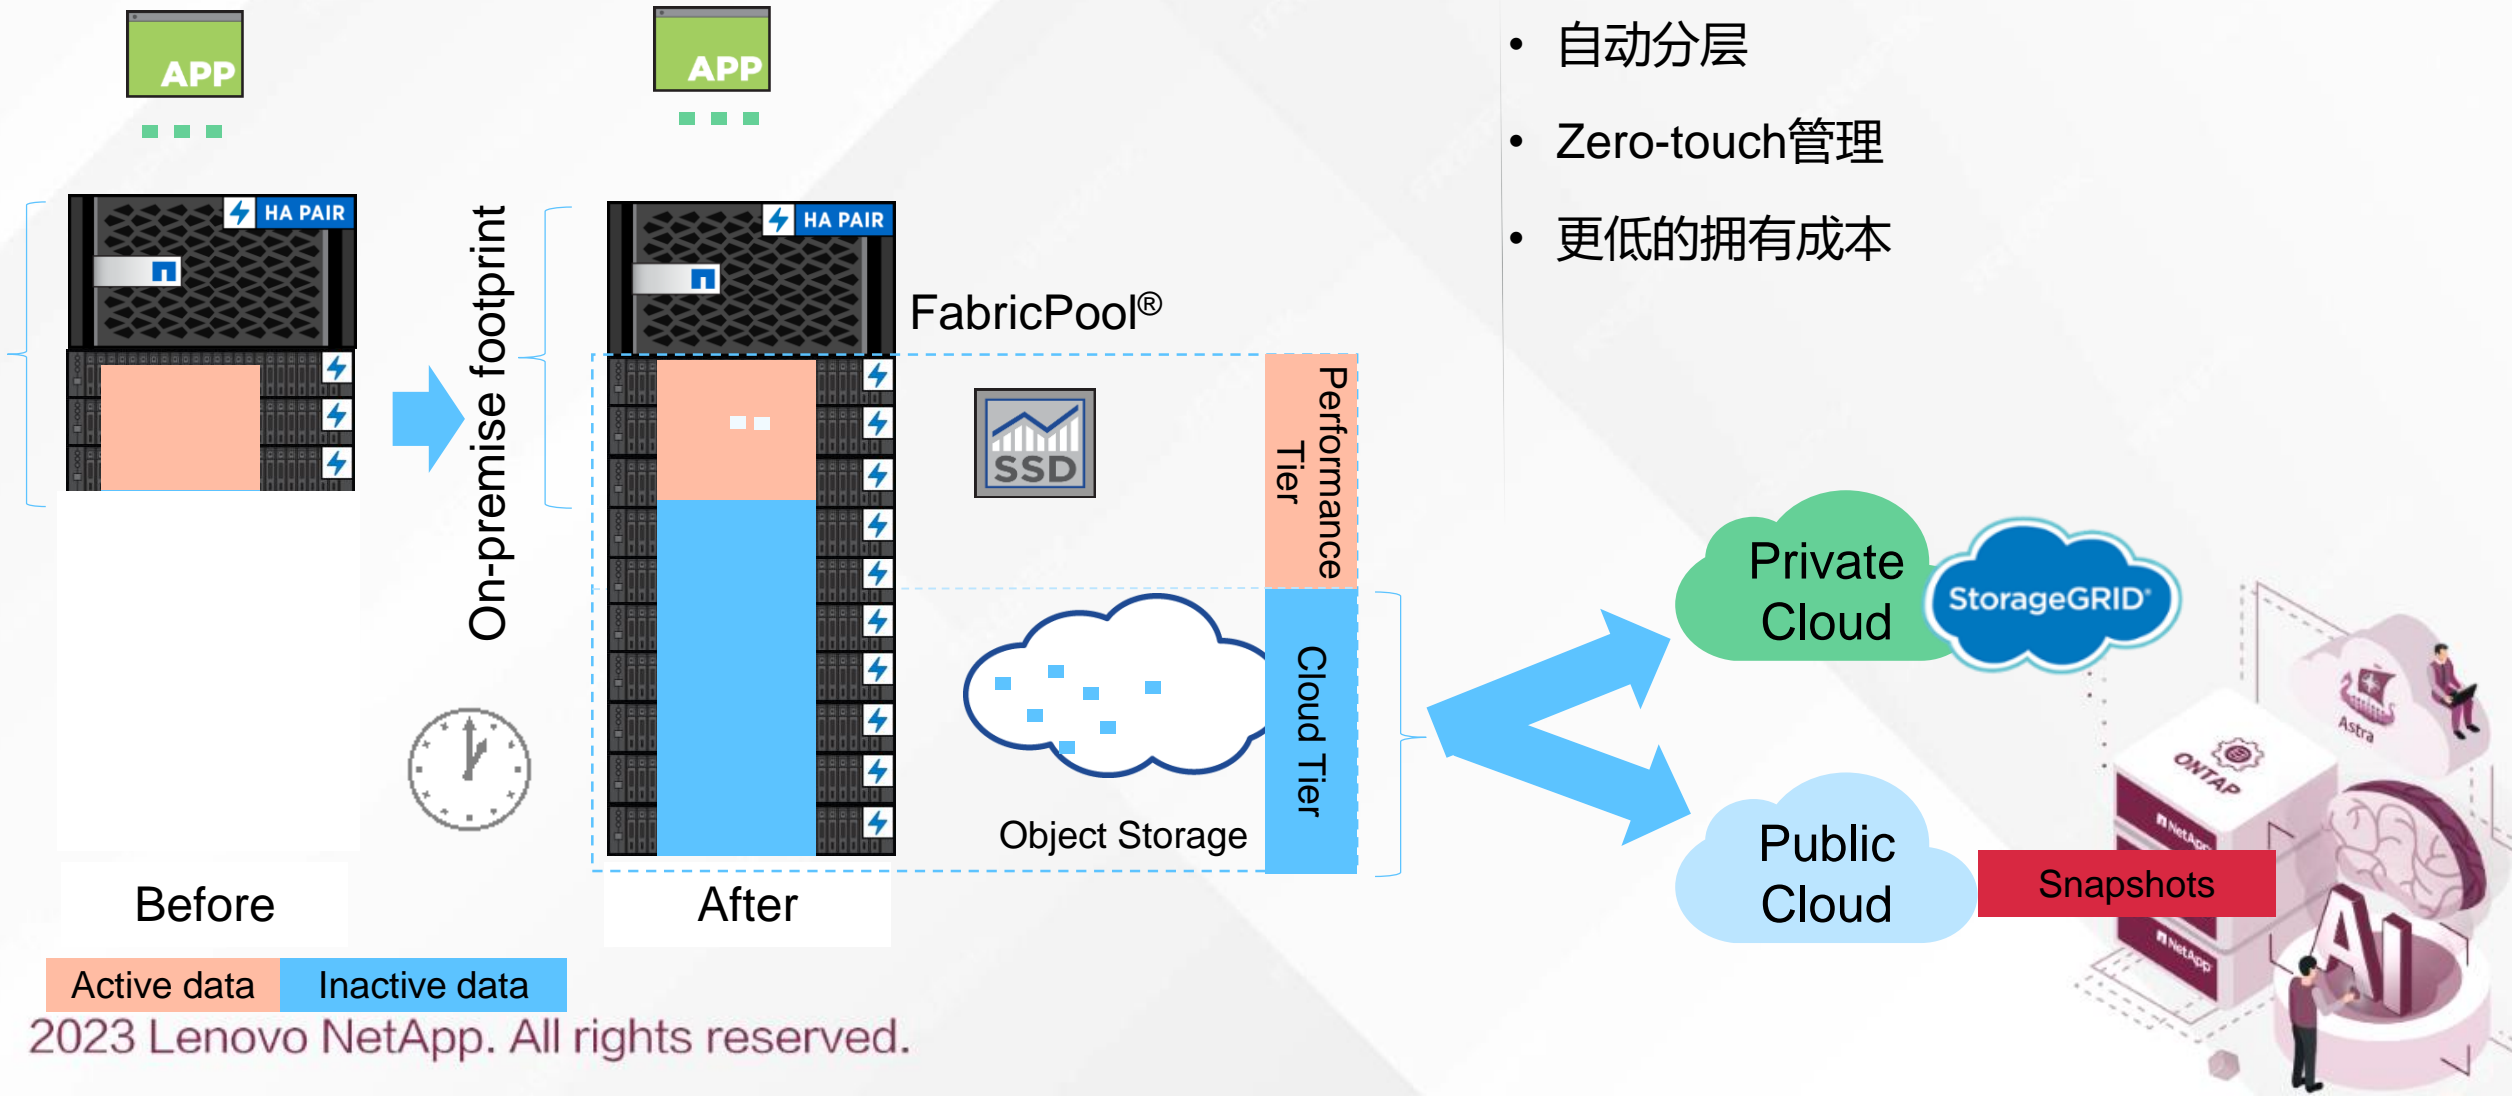 APP
APP
• 自动分层
• Zero-touch管理
• 更低的拥有成本
HA PAIR
HA PAIR
On-premise footprint
FabricPool®
SSD
Performance
Tier
Cloud Tier
Object Storage
Private
Cloud
StorageGRID®
Public
Cloud
Snapshots
Astra
ONTAP
NetApp
NetApp
AI
Before
After
Active data
Inactive data
2023 Lenovo NetApp. All rights reserved.